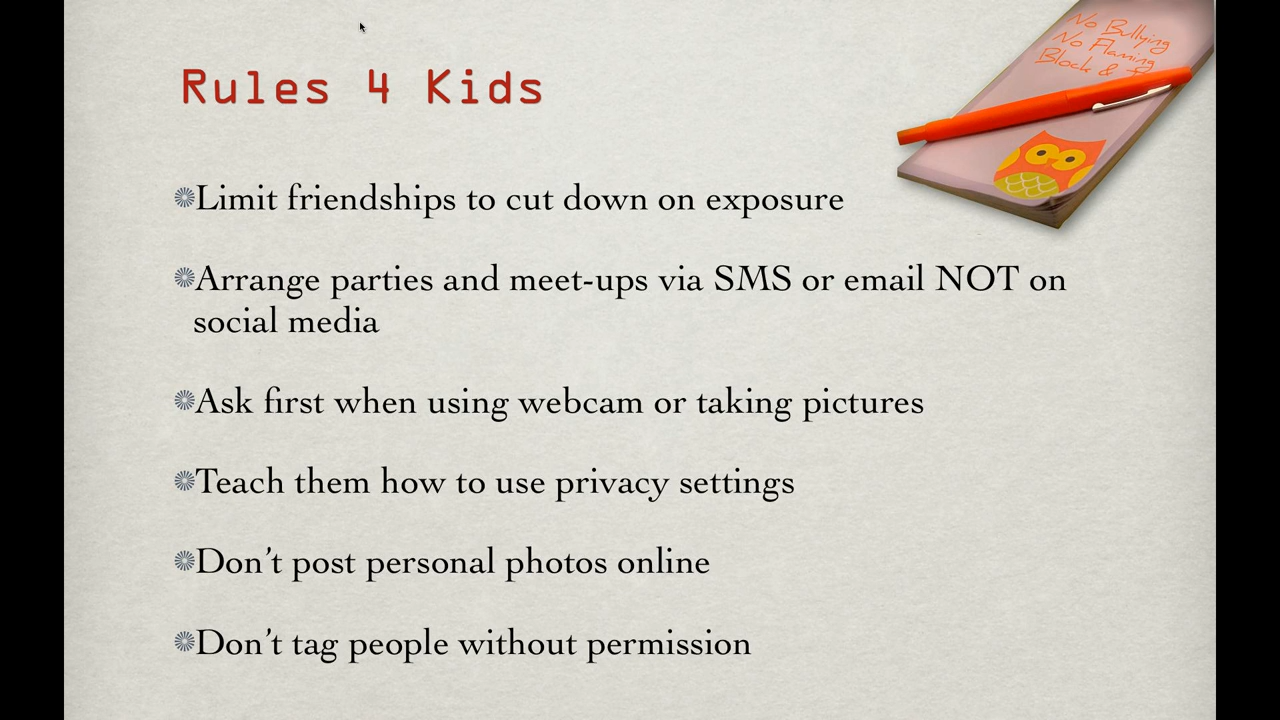 Rules 4 Kids
No Bullying
No Flaming
Block &
Limit friendships to cut down on exposure
Arrange parties and meet-ups via SMS or email NOT on
social media
Ask first when using webcam or taking pictures
Teach them how to use privacy settings
Don’t post personal photos online
Don’t tag people without permission